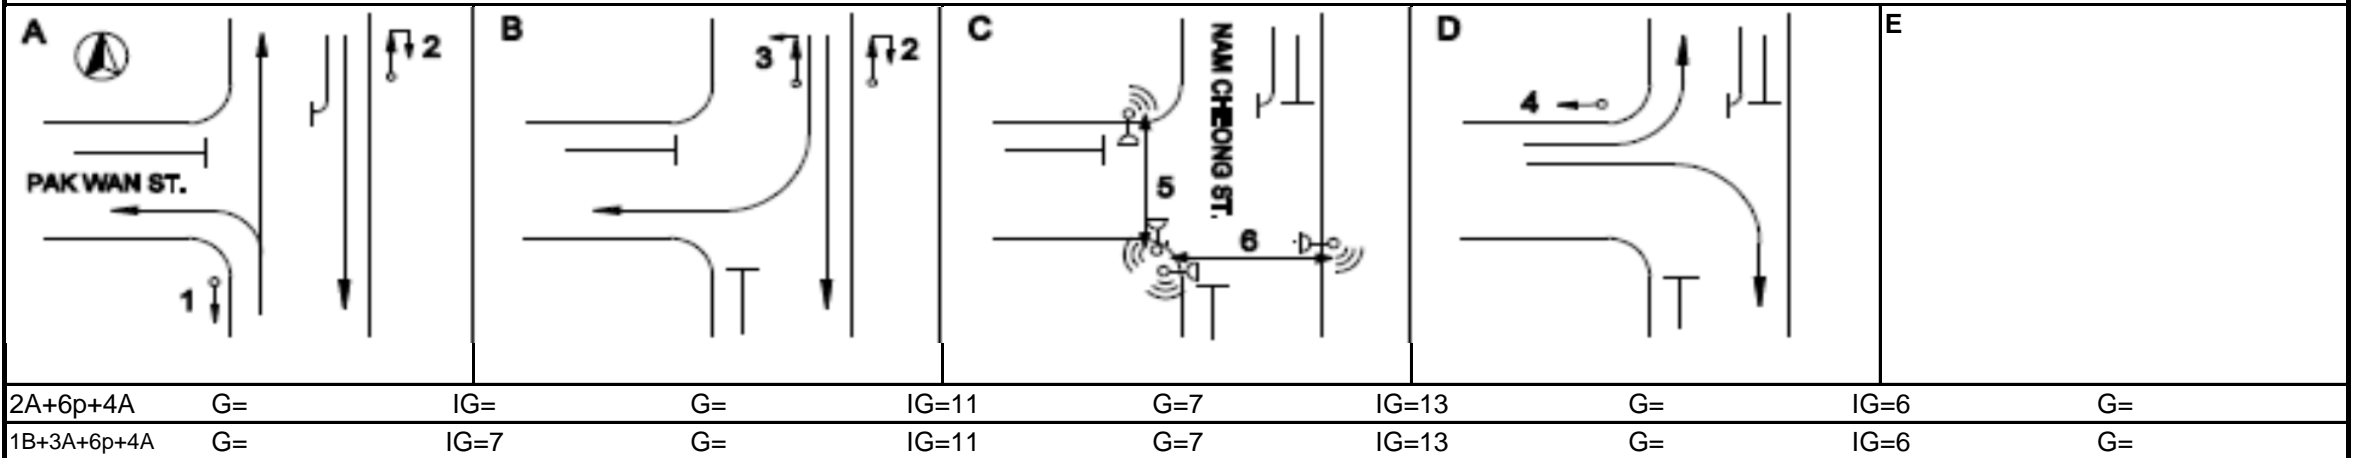 A
2
PAK WAN ST.
1
B
3
2
C
NAM CHEONG ST.
5
6
D
4
E
2A+6p+4A G= IG= G= IG=11 G=7 IG=13 G= IG=6 G=
1B+3A+6p+4A G= IG=7 G= IG=11 G=7 IG=13 G= IG=6 G=